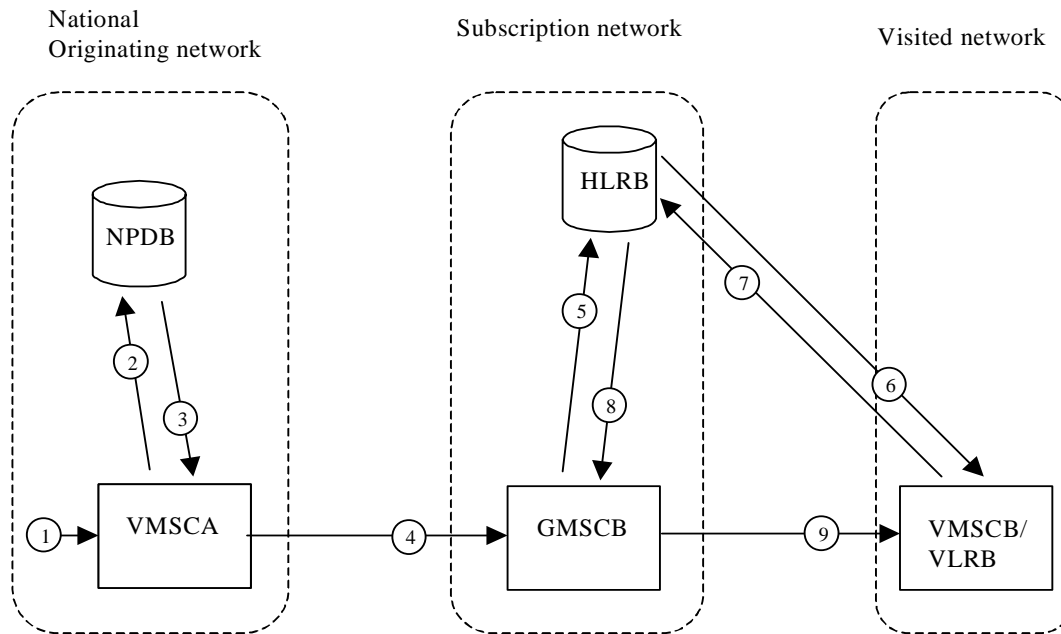 National
Originating network
Subscription network
Visited network
HLRB
NPDB
7
5
2
6
8
3
VMSCA
GMSCB
VMSCB/
VLRB
1
4
9